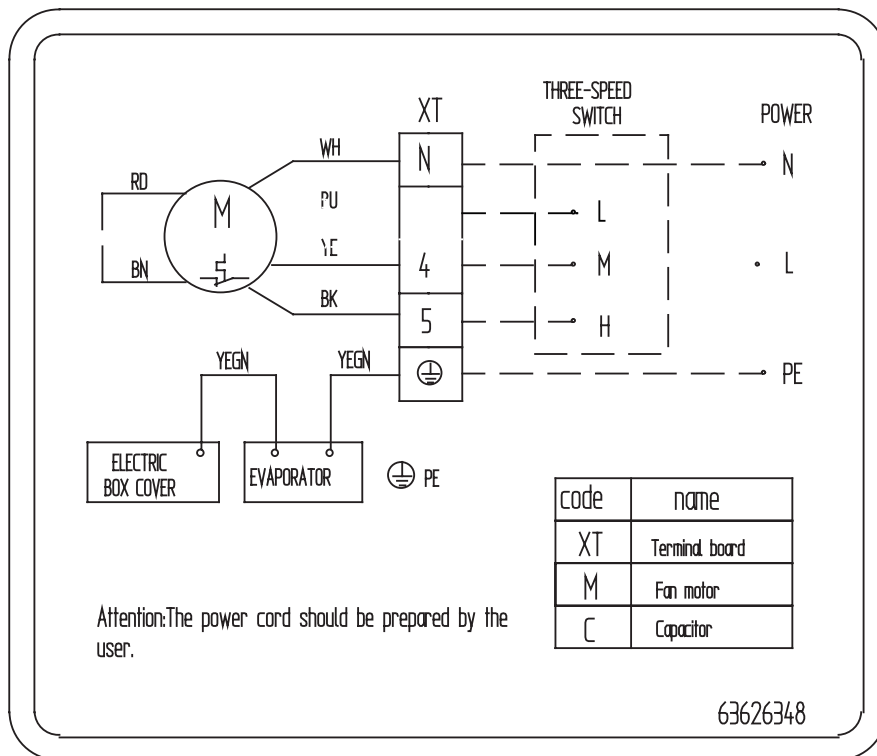 XT
THREE-SPEED
SWITCH
POWER
WH
N
N
RD
M
PU
L
YE
4
M
L
BN
BK
5
H
YEGN
YEGN
PE
ELECTRIC
BOX COVER
EVAPORATOR
PE
code name
XT Terminal board
M Fan motor
C Capacitor
Attention:The power cord should be prepared by the
user.
63626348